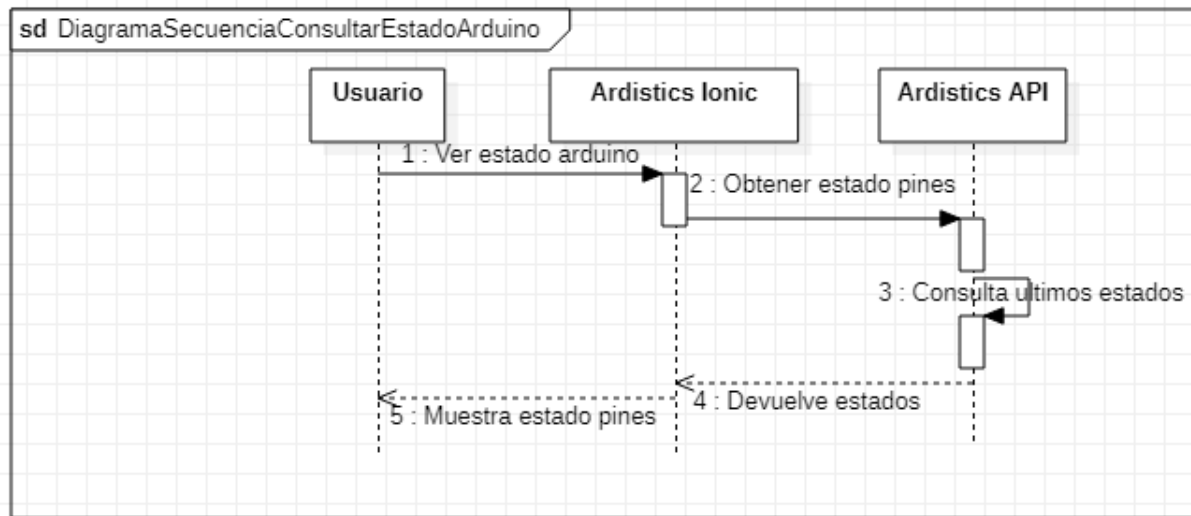 sd DiagramaSecuenciaConsultarEstadoArduino
Usuario
Ardistics Ionic
Ardistics API
1 : Ver estado arduino
2 : Obtener estado pines
3 : Consulta ultimos estados
4 : Devuelve estados
5 : Muestra estado pines